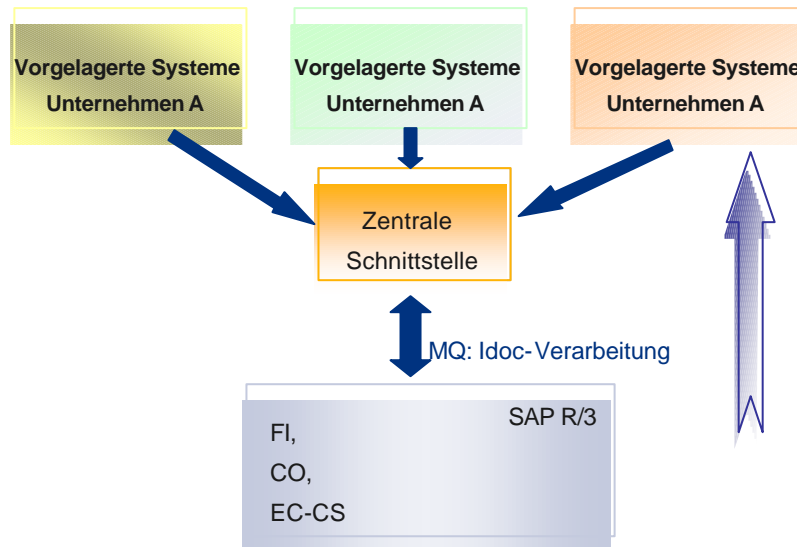 Vorgelagerte Systeme
Unternehmen A
Vorgelagerte Systeme
Unternehmen A
Vorgelagerte Systeme
Unternehmen A
Zentrale
Schnittstelle
MQ: Idoc-Verarbeitung
SAP R/3
FI,
CO,
EC-CS